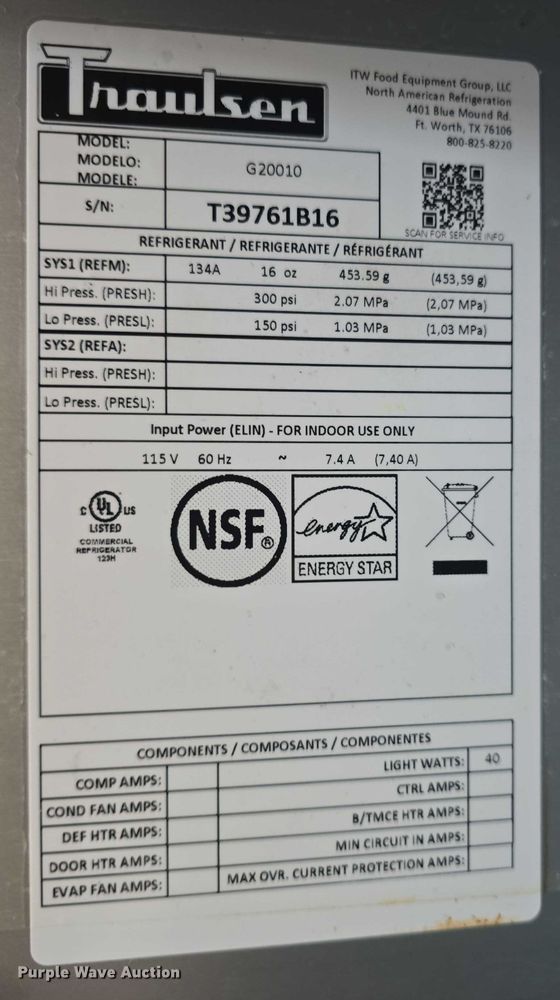 Traulsen
ITW Food Equipment Group, LLC
North American Refrigeration
4401 Blue Mound Rd.
Ft. Worth, TX 76106
800-825-8220
MODEL:
MODELO:
MODELE:
G20010
S/N:
T39761B16
SCAN FOR SERVICE INFO
REFRIGERANT / REFRIGERANTE / RÉFRIGÉRANT
SYS1 (REFM): 134A 16 oz 453.59 g (453,59 g)
Hi Press. (PRESH): 300 psi 2.07 MPa (2,07 MPa)
Lo Press. (PRESL): 150 psi 1.03 MPa (1,03 MPa)
SYS2 (REFA):
Hi Press. (PRESH):
Lo Press. (PRESL):
Input Power (ELIN) - FOR INDOOR USE ONLY
115 V 60 Hz ~ 7.4 A (7,40 A)
C UL US
LISTED
COMMERCIAL
REFRIGERATOR
123H
NSF®
energy
ENERGY STAR
COMPONENTS / COMPOSANTS / COMPONENTES
COMP AMPS: LIGHT WATTS: 40
COND FAN AMPS: CTRL AMPS:
DEF HTR AMPS: B/TMCE HTR AMPS:
DOOR HTR AMPS: MIN CIRCUIT IN AMPS:
EVAP FAN AMPS: MAX OVR. CURRENT PROTECTION AMPS:
Purple Wave Auction